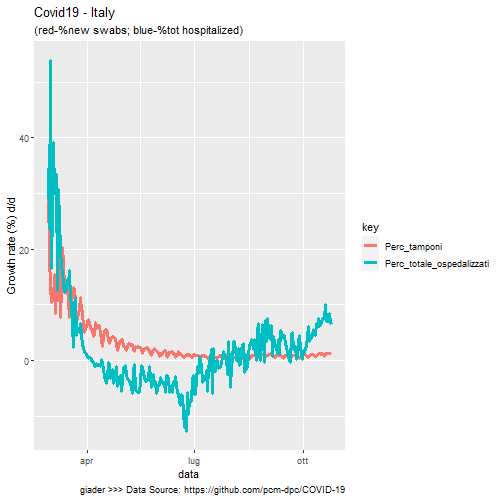 Covid19 - Italy
(red-%new swabs; blue-%tot hospitalized)
Growth rate (%) d/d
40
20
0
apr
lug
ott
data
key
Perc_tamponi
Perc_totale_ospedalizzati
giader >>> Data Source: https://github.com/pcm-dpc/COVID-19